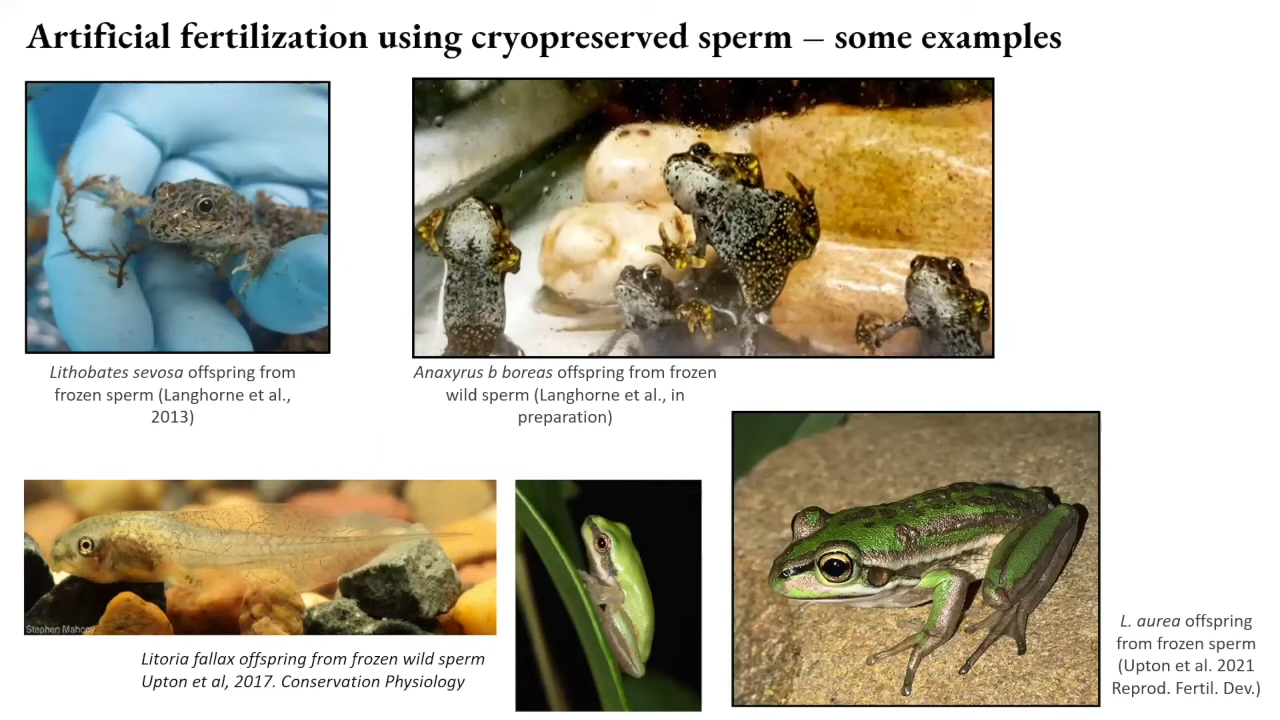 Artificial fertilization using cryopreserved sperm – some examples
Lithobates sevosa offspring from
frozen sperm (Langhorne et al.,
2013)
Anaxyrus b boreas offspring from frozen
wild sperm (Langhorne et al., in
preparation)
Stephen Mahony
Litoria fallax offspring from frozen wild sperm
Upton et al, 2017. Conservation Physiology
L. aurea offspring
from frozen sperm
(Upton et al. 2021
Reprod. Fertil. Dev.)